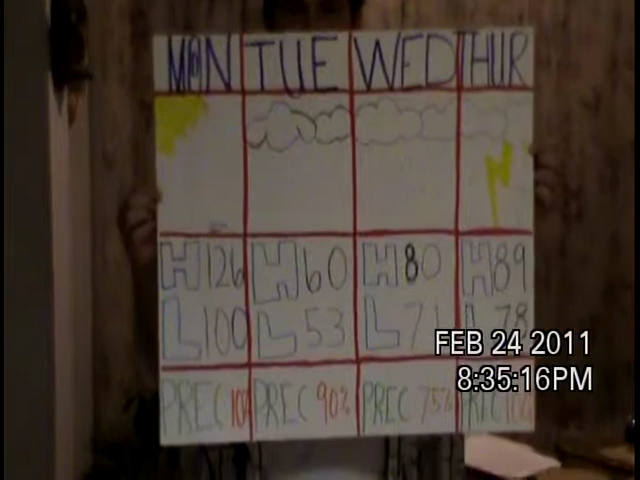 MON TUE WED THUR
H126 H60 H80 H89
L100 L53 L71 L78
PREC PREC 90% PREC 75% PREC
FEB 24 2011
8:35:16PM